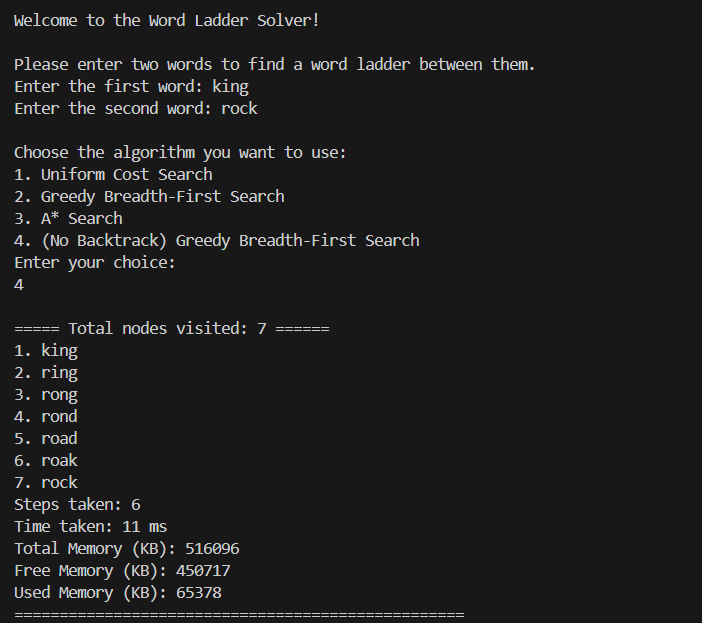 Welcome to the Word Ladder Solver!
Please enter two words to find a word ladder between them.
Enter the first word: king
Enter the second word: rock
Choose the algorithm you want to use:
1. Uniform Cost Search
2. Greedy Breadth-First Search
3. A* Search
4. (No Backtrack) Greedy Breadth-First Search
Enter your choice:
4
===== Total nodes visited: 7 ======
1. king
2. ring
3. rong
4. rond
5. road
6. roak
7. rock
Steps taken: 6
Time taken: 11 ms
Total Memory (KB): 516096
Free Memory (KB): 450717
Used Memory (KB): 65378
==================================================